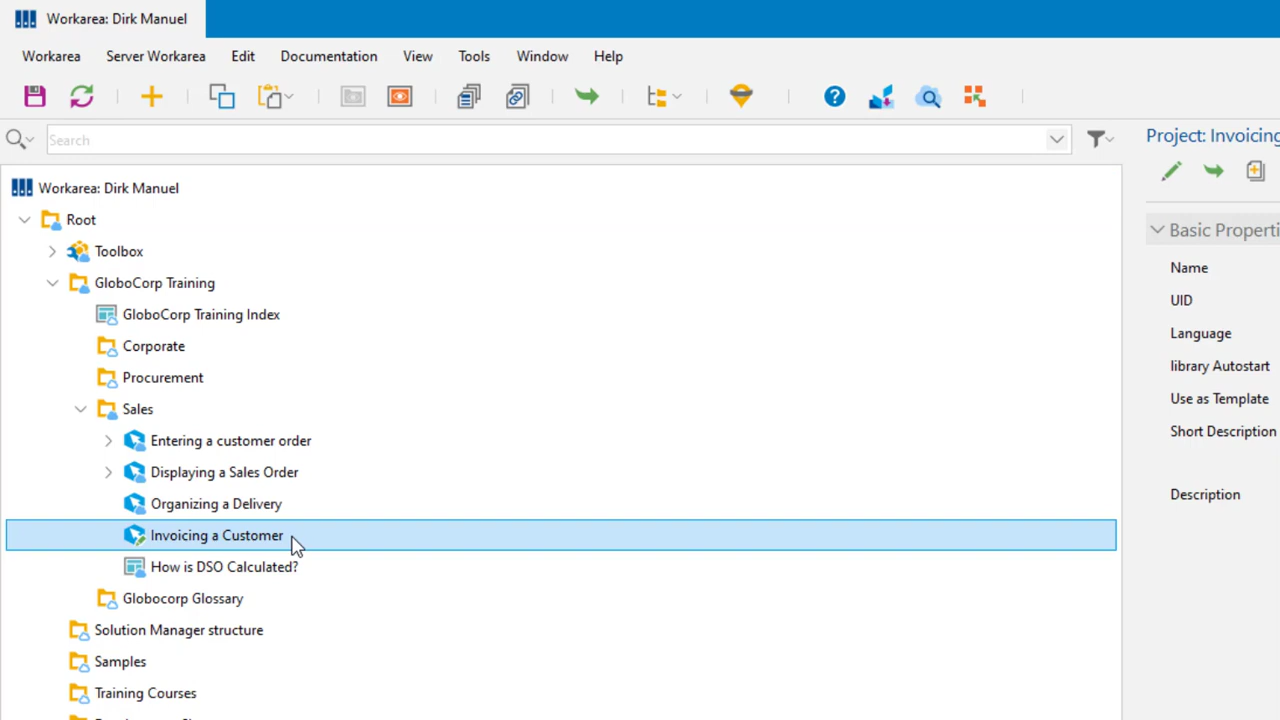 Workarea: Dirk Manuel
Workarea Server Workarea Edit Documentation View Tools Window Help
Search
Project: Invoicing
Workarea: Dirk Manuel
Root
Toolbox
GloboCorp Training
GloboCorp Training Index
Corporate
Procurement
Sales
Entering a customer order
Displaying a Sales Order
Organizing a Delivery
Invoicing a Customer
How is DSO Calculated?
Globocorp Glossary
Solution Manager structure
Samples
Training Courses
Basic Properti
Name
UID
Language
library Autostart
Use as Template
Short Description
Description